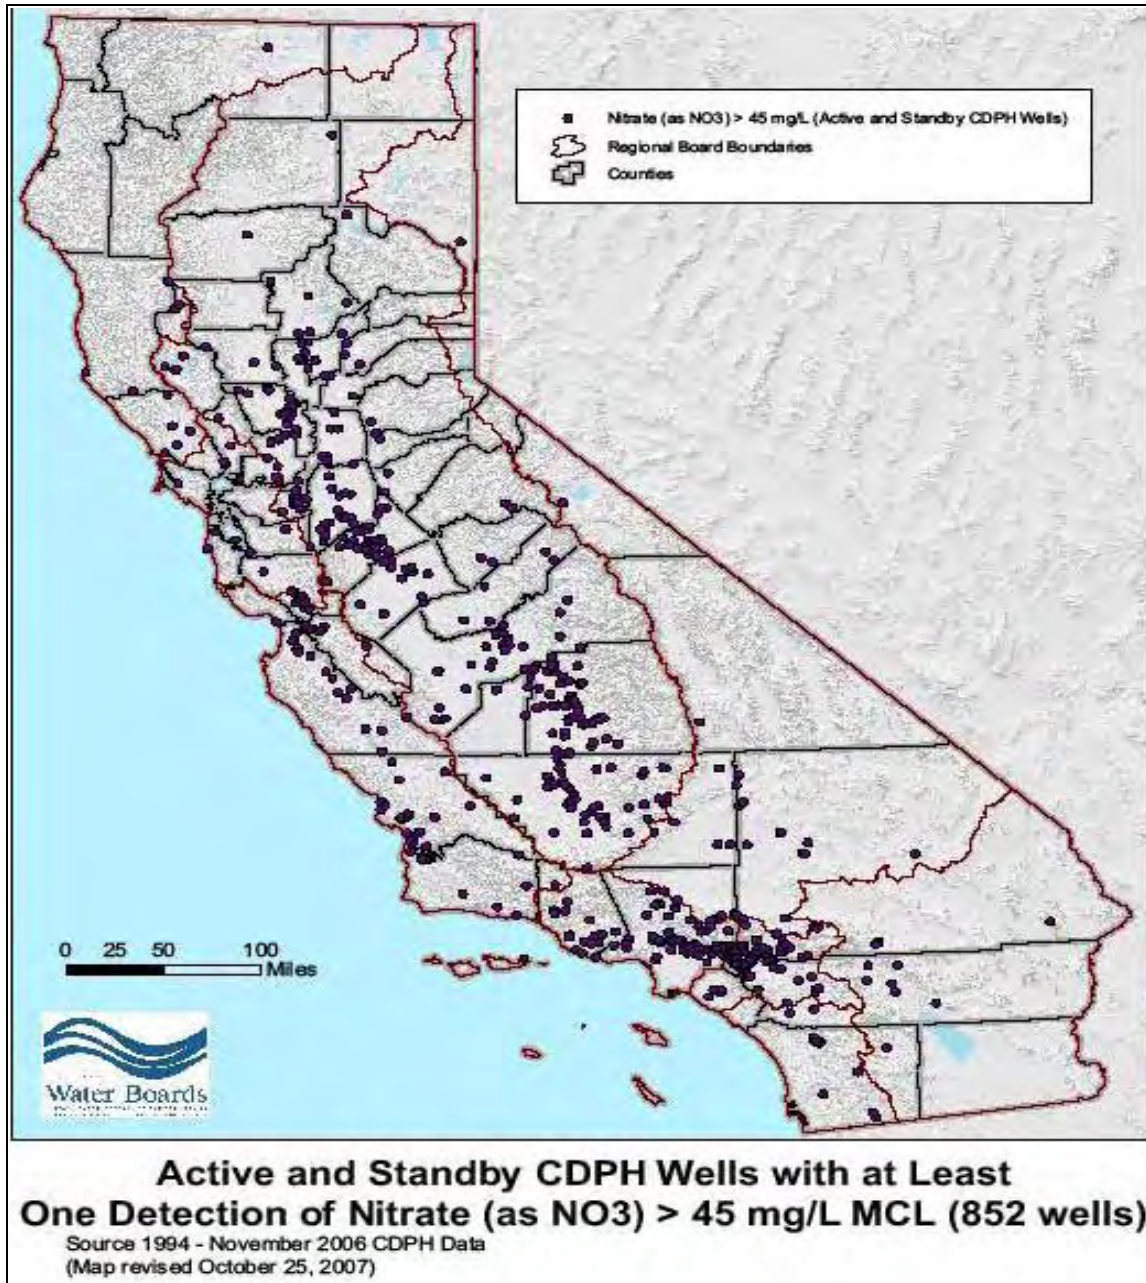 Nitrate (as NO3) > 45 mg/L (Active and Standby CDPH Wells)
Regional Board Boundaries
Counties
0 25 50 100
Miles
Water Boards
Active and Standby CDPH Wells with at Least
One Detection of Nitrate (as NO3) > 45 mg/L MCL (852 wells)
Source 1994 - November 2006 CDPH Data
(Map revised October 25, 2007)